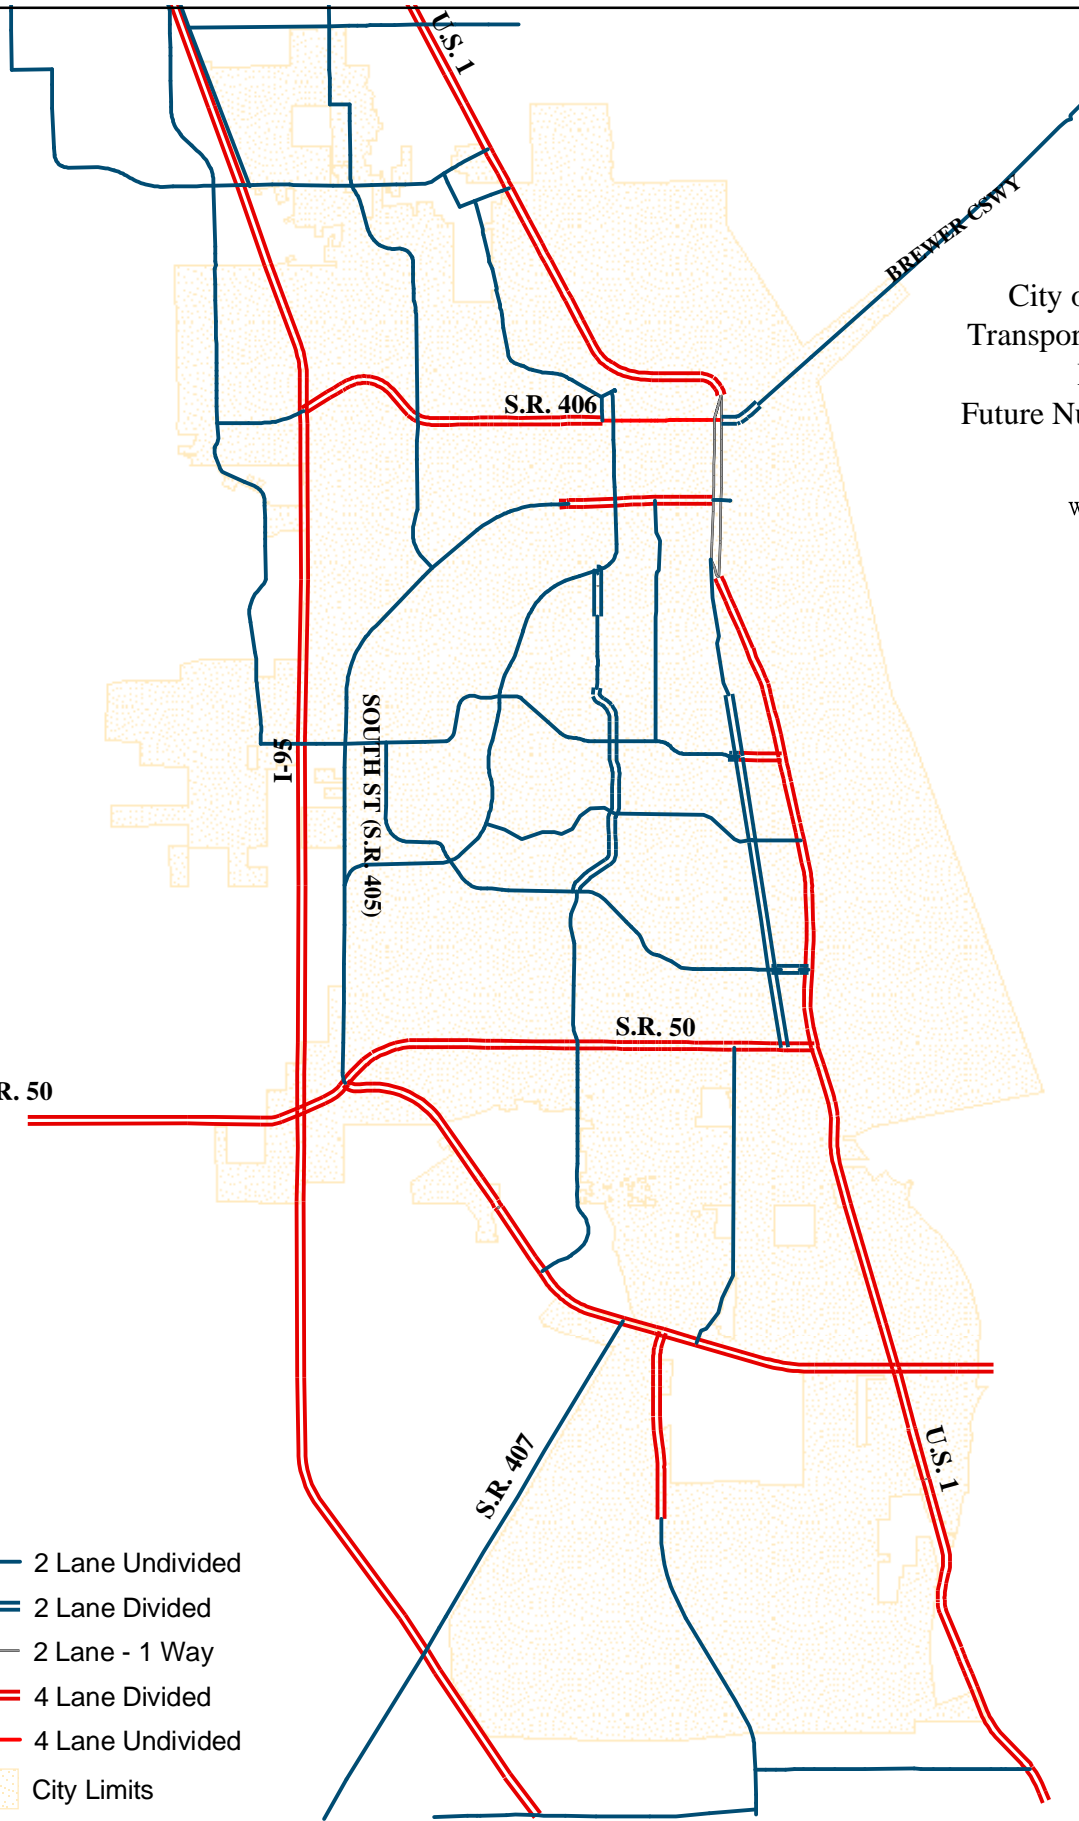 U.S. 1
BREWER CSWY
City o
Transpor
Future Nu
W
S.R. 406
I-95
SOUTH ST (S.R. 405)
S.R. 50
R. 50
S.R. 407
U.S. 1
2 Lane Undivided
2 Lane Divided
2 Lane - 1 Way
4 Lane Divided
4 Lane Undivided
City Limits